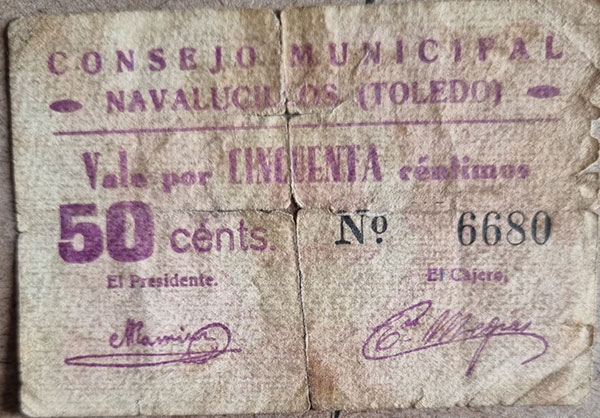 CONSEJO MUNICIPAL
NAVALUCILLOS (TOLEDO)
Vale por CINCUENTA céntimos
50 cénts. Nº 6680
El Presidente. El Cajero,